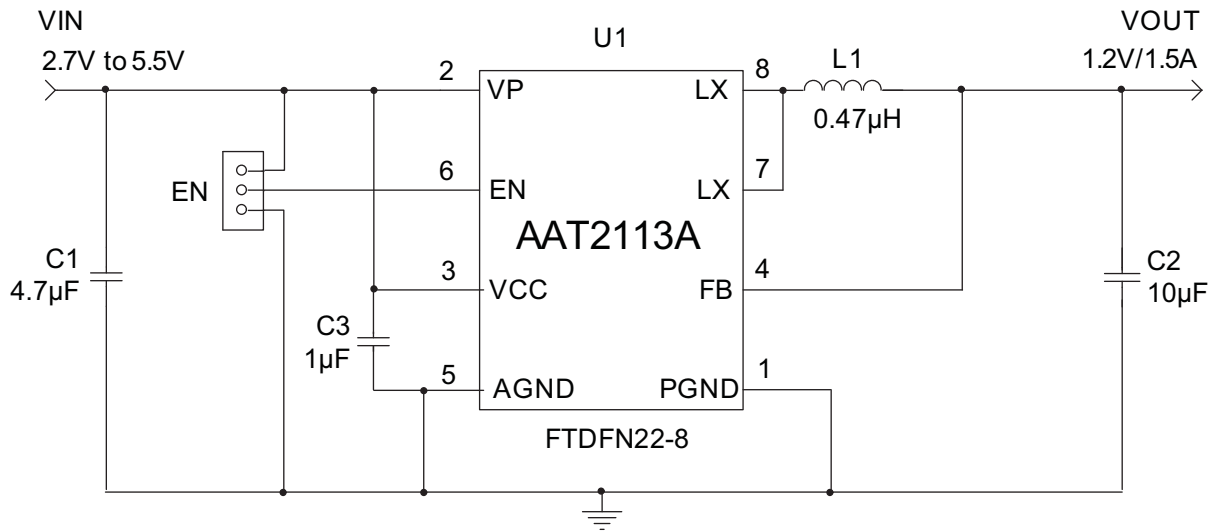 VIN
2.7V to 5.5V
U1
VOUT
1.2V/1.5A
L1
0.47µH
2
VP
LX
8
EN
6
EN
LX
7
AAT2113A
C1
4.7µF
3
VCC
FB
4
C2
10µF
C3
1µF
5
AGND
PGND
1
FTDFN22-8